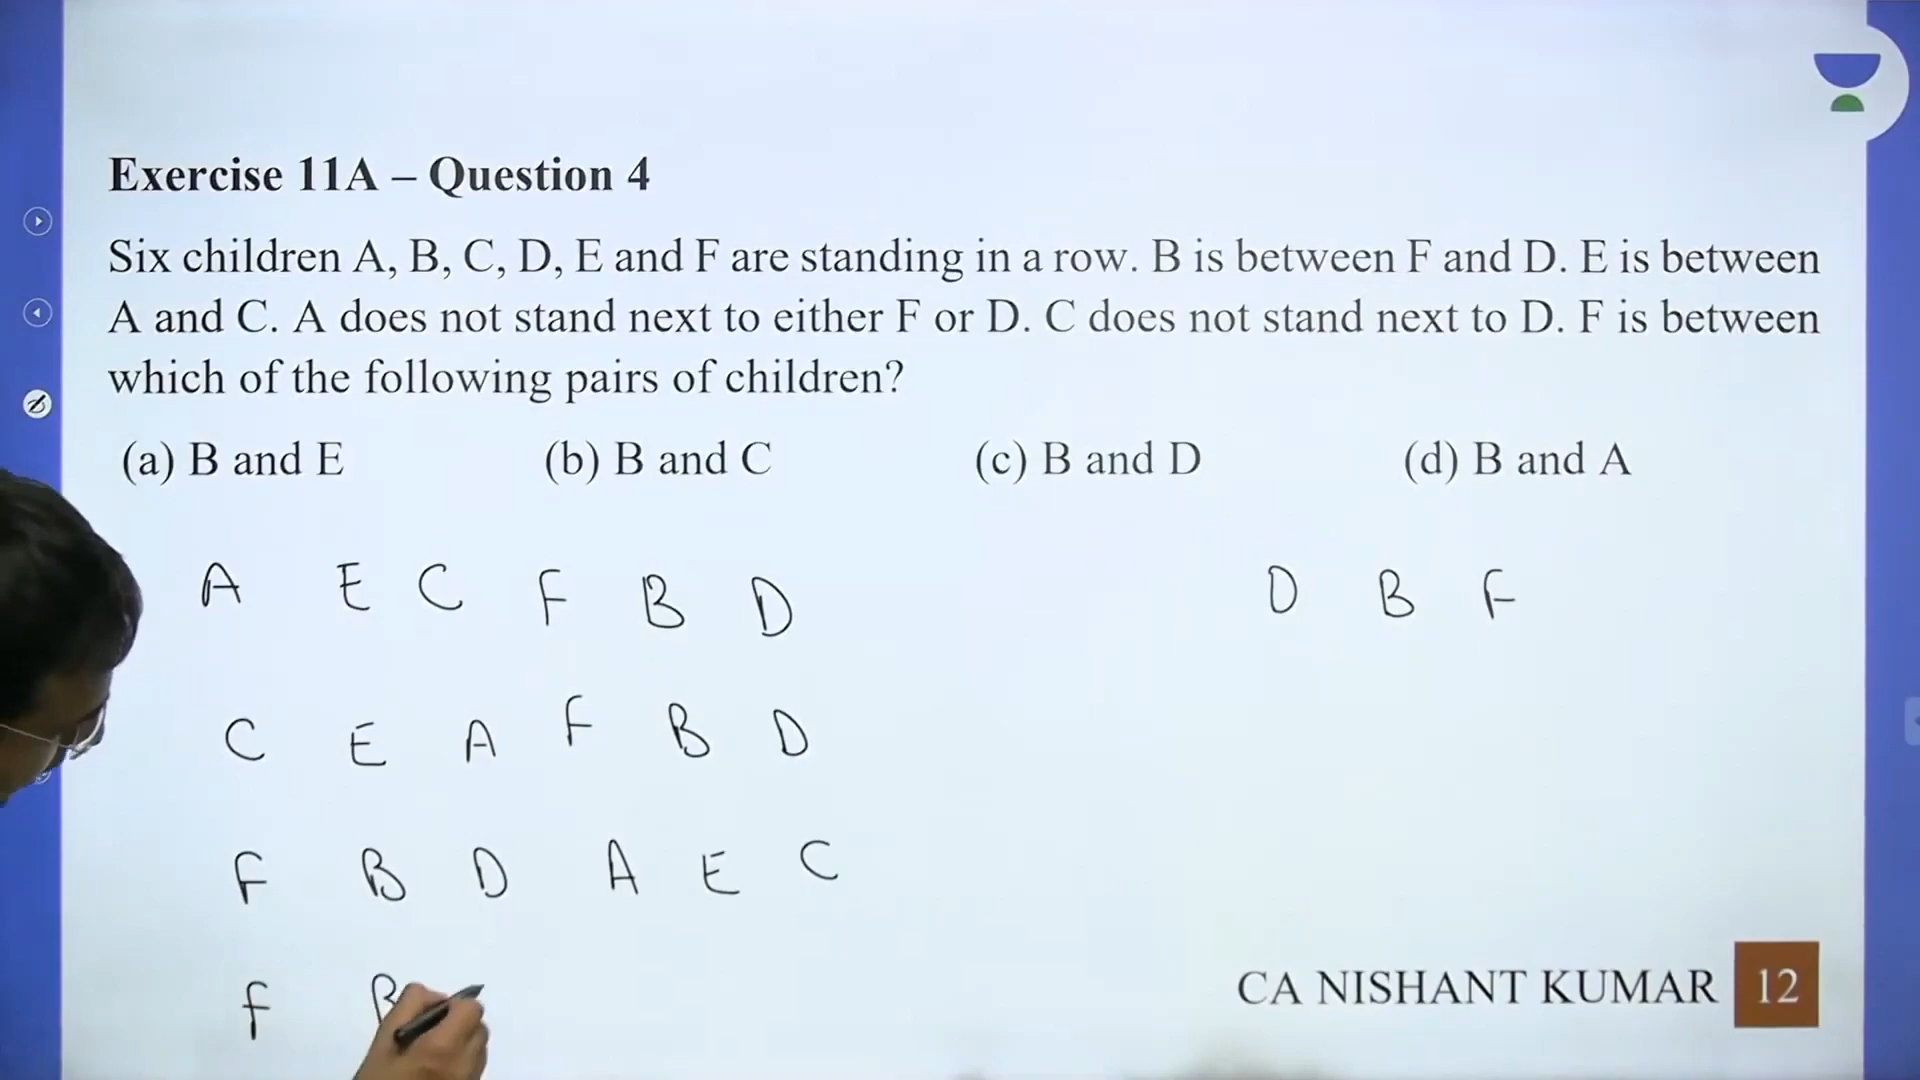 Exercise 11A – Question 4
Six children A, B, C, D, E and F are standing in a row. B is between F and D. E is between
A and C. A does not stand next to either F or D. C does not stand next to D. F is between
which of the following pairs of children?
(a) B and E (b) B and C (c) B and D (d) B and A
A E C F B D D B F
C E A F B D
F B D A E C
F B
CA NISHANT KUMAR 12